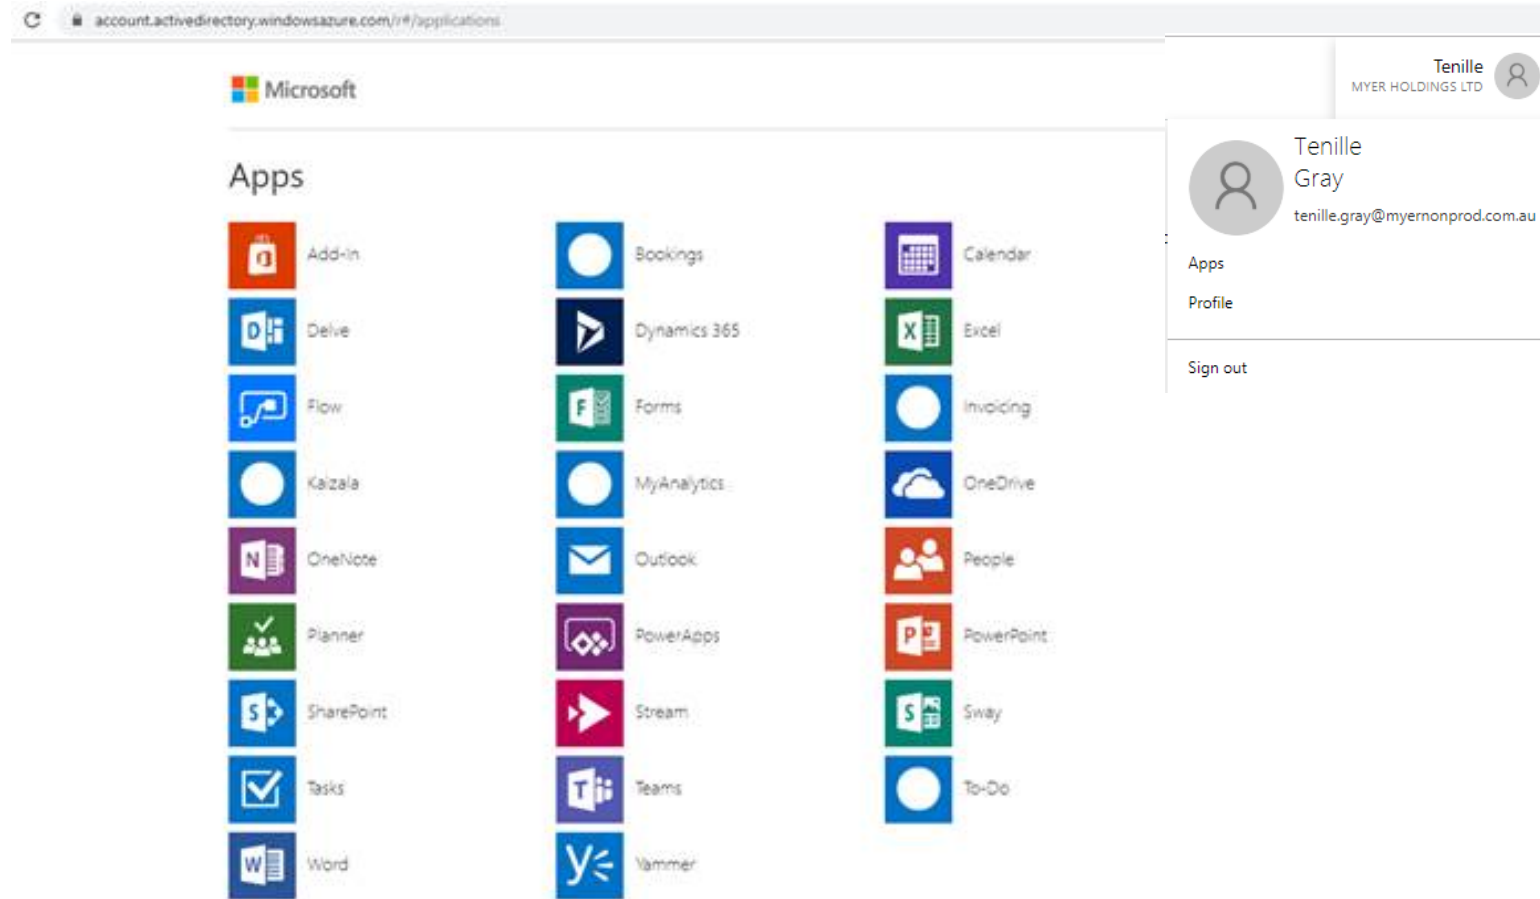 account.activedirectory.windowsazure.com/r#/applications
Tenille
MYER HOLDINGS LTD
Microsoft
Tenille
Gray
tenille.gray@myernonprod.com.au
Apps
Profile
Sign out
Apps
Add-In
Bookings
Calendar
Delve
Dynamics 365
Excel
Flow
Forms
Invoicing
Kaizala
MyAnalytics
OneDrive
OneNote
Outlook
People
Planner
PowerApps
PowerPoint
SharePoint
Stream
Sway
Tasks
Teams
To-Do
Word
Yammer